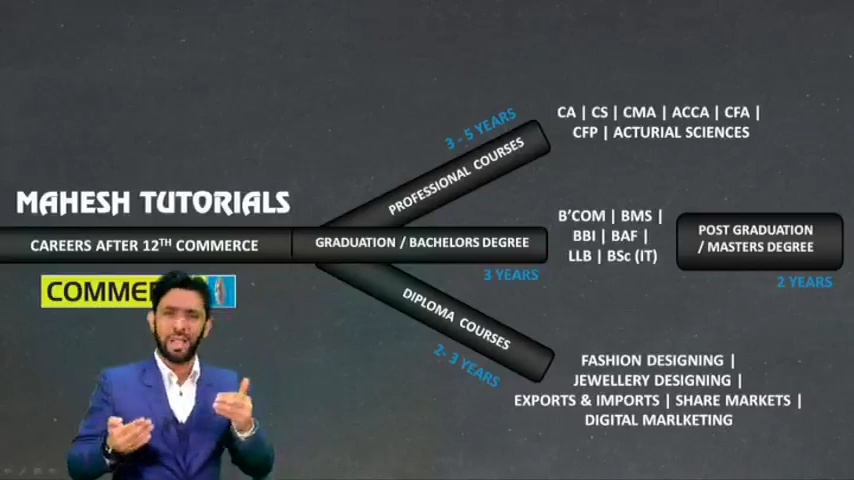 MAHESH TUTORIALS
CAREERS AFTER 12TH COMMERCE
3 - 5 YEARS
PROFESSIONAL COURSES
CA | CS | CMA | ACCA | CFA |
CFP | ACTURIAL SCIENCES
GRADUATION / BACHELORS DEGREE
3 YEARS
B'COM | BMS |
BBI | BAF |
LLB | BSc (IT)
POST GRADUATION
/ MASTERS DEGREE
2 YEARS
DIPLOMA COURSES
2- 3 YEARS
FASHION DESIGNING |
JEWELLERY DESIGNING |
EXPORTS & IMPORTS | SHARE MARKETS |
DIGITAL MARLKETING